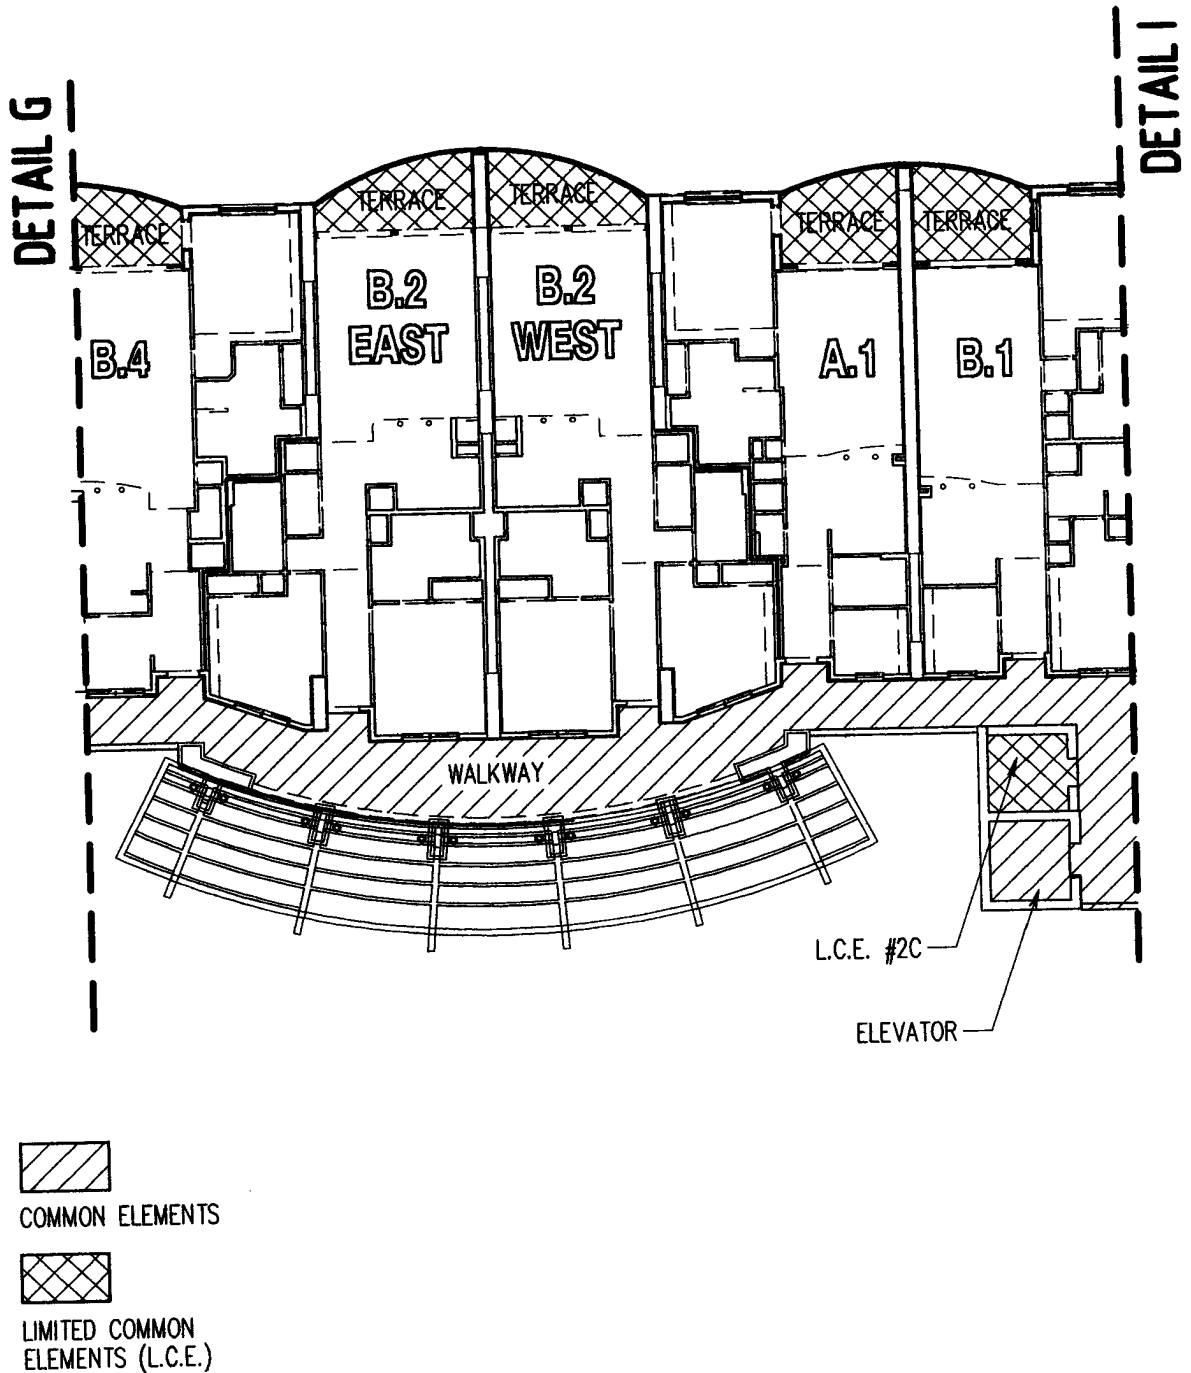 DETAIL G
DETAIL I
TERRACE
TERRACE
TERRACE
TERRACE
TERRACE
B.4
B.2
EAST
B.2
WEST
A.1
B.1
WALKWAY
L.C.E. #2C
ELEVATOR
COMMON ELEMENTS
LIMITED COMMON
ELEMENTS (L.C.E.)